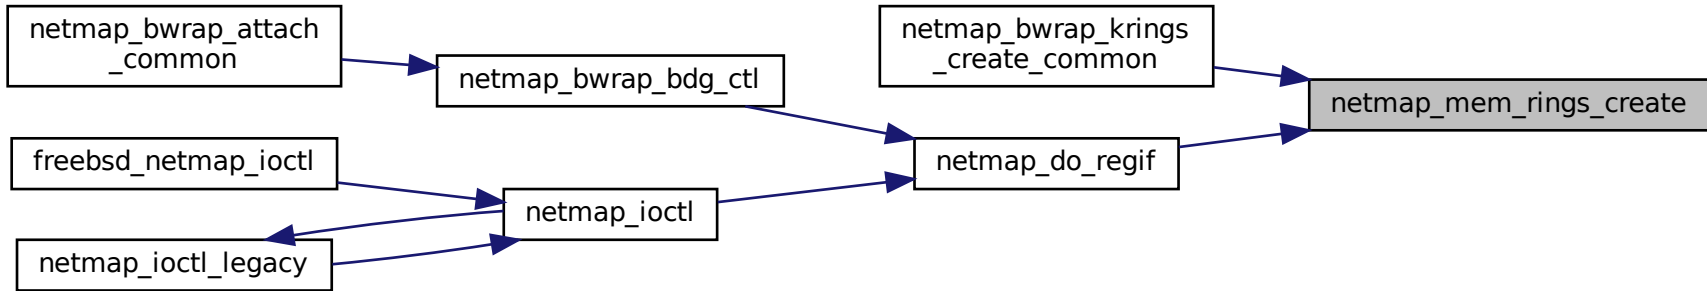 netmap_bwrap_attach
_common
netmap_bwrap_bdg_ctl
netmap_bwrap_krings
_create_common
netmap_mem_rings_create
freebsd_netmap_ioctl
netmap_do_regif
netmap_ioctl
netmap_ioctl_legacy